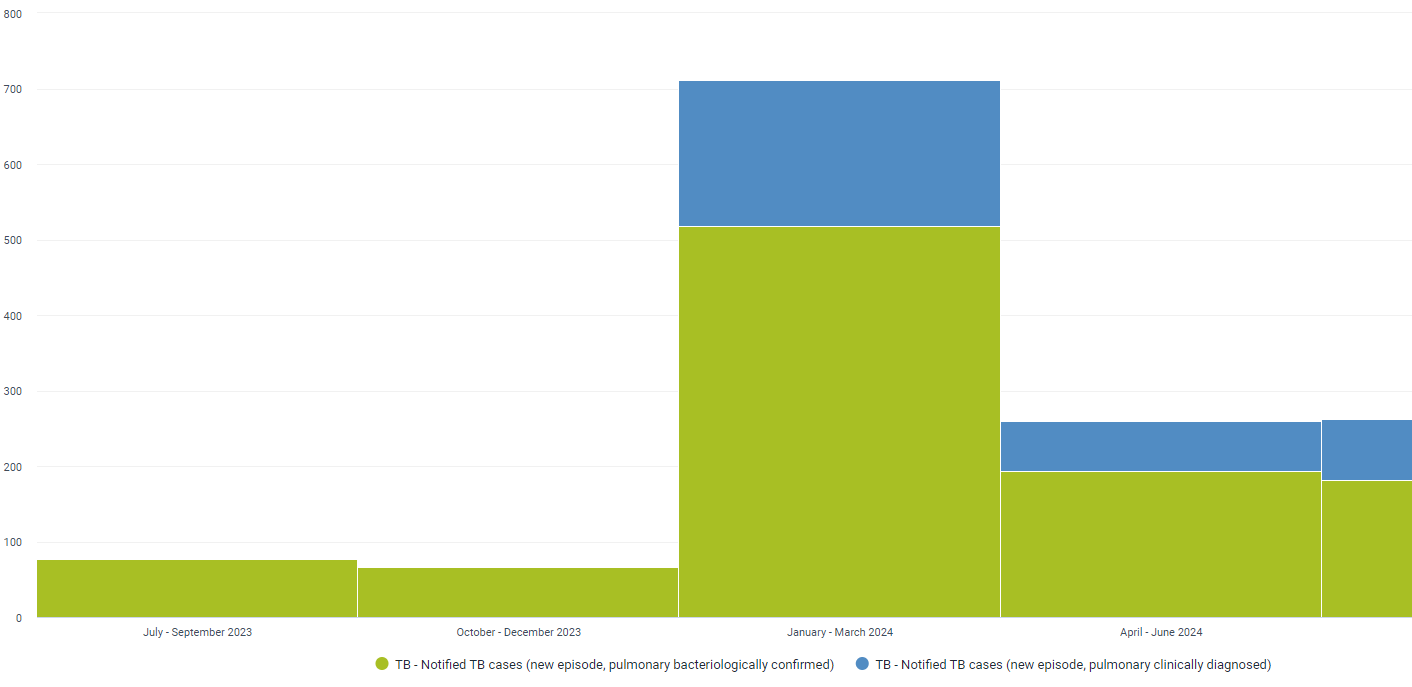 800
700
600
500
400
300
200
100
0
July - September 2023
October - December 2023
January - March 2024
April - June 2024
TB - Notified TB cases (new episode, pulmonary bacteriologically confirmed)
TB - Notified TB cases (new episode, pulmonary clinically diagnosed)